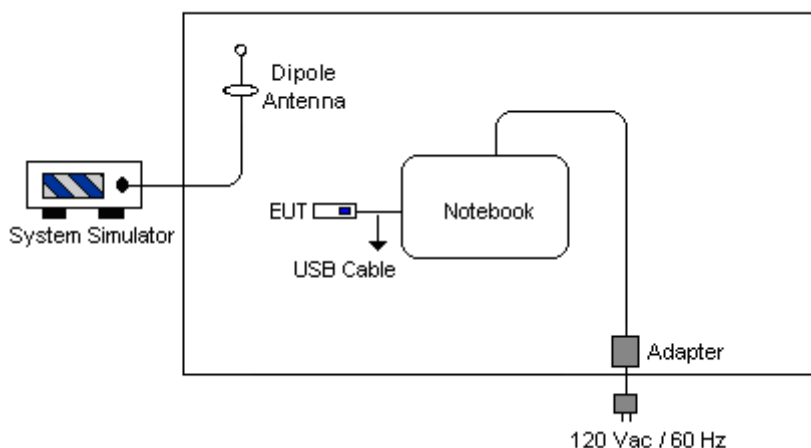 Dipole
Antenna
System Simulator
EUT
USB Cable
Notebook
Adapter
120 Vac / 60 Hz